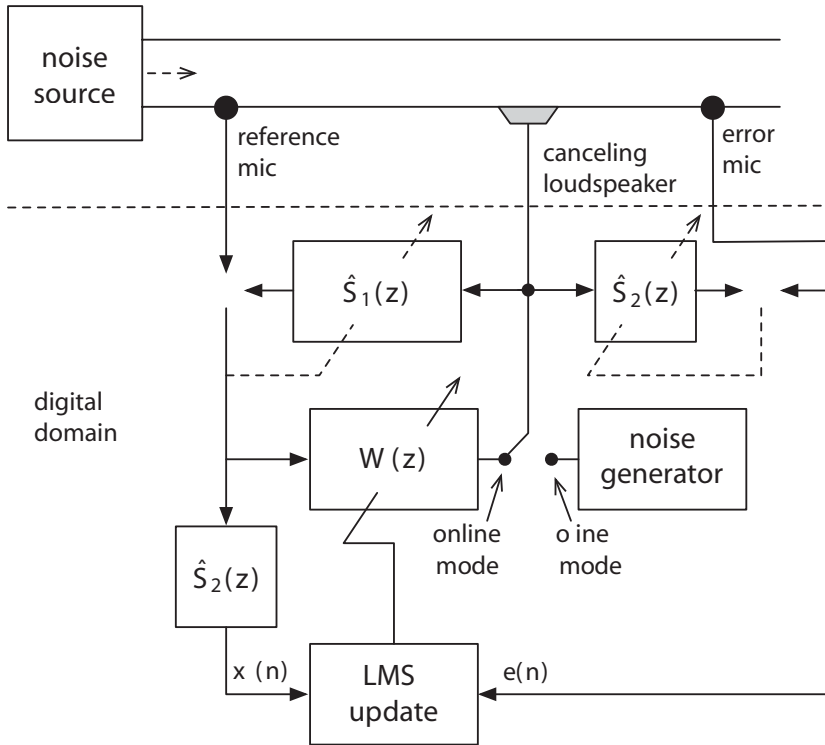 noise
source
reference
mic
canceling
loudspeaker
error
mic
Ŝ1(z)
Ŝ2(z)
digital
domain
W(z)
noise
generator
online
mode
o ine
mode
Ŝ2(z)
x (n)
LMS
update
e(n)